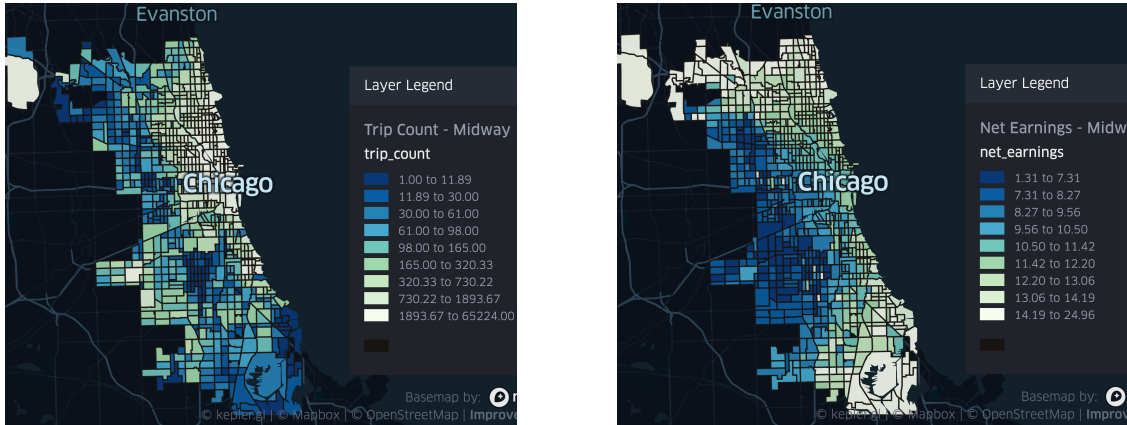 Evanston
Chicago
Layer Legend
Trip Count - Midway
trip_count
1.00 to 11.89
11.89 to 30.00
30.00 to 61.00
61.00 to 98.00
98.00 to 165.00
165.00 to 320.33
320.33 to 730.22
730.22 to 1893.67
1893.67 to 65224.00
Basemap by:
© kepler.gl | © Mapbox | © OpenStreetMap | Improve
Evanston
Chicago
Layer Legend
Net Earnings - Midw
net_earnings
1.31 to 7.31
7.31 to 8.27
8.27 to 9.56
9.56 to 10.50
10.50 to 11.42
11.42 to 12.20
12.20 to 13.06
13.06 to 14.19
14.19 to 24.96
Basemap by:
© kepler.gl | © Mapbox | © OpenStreetMap | Improve